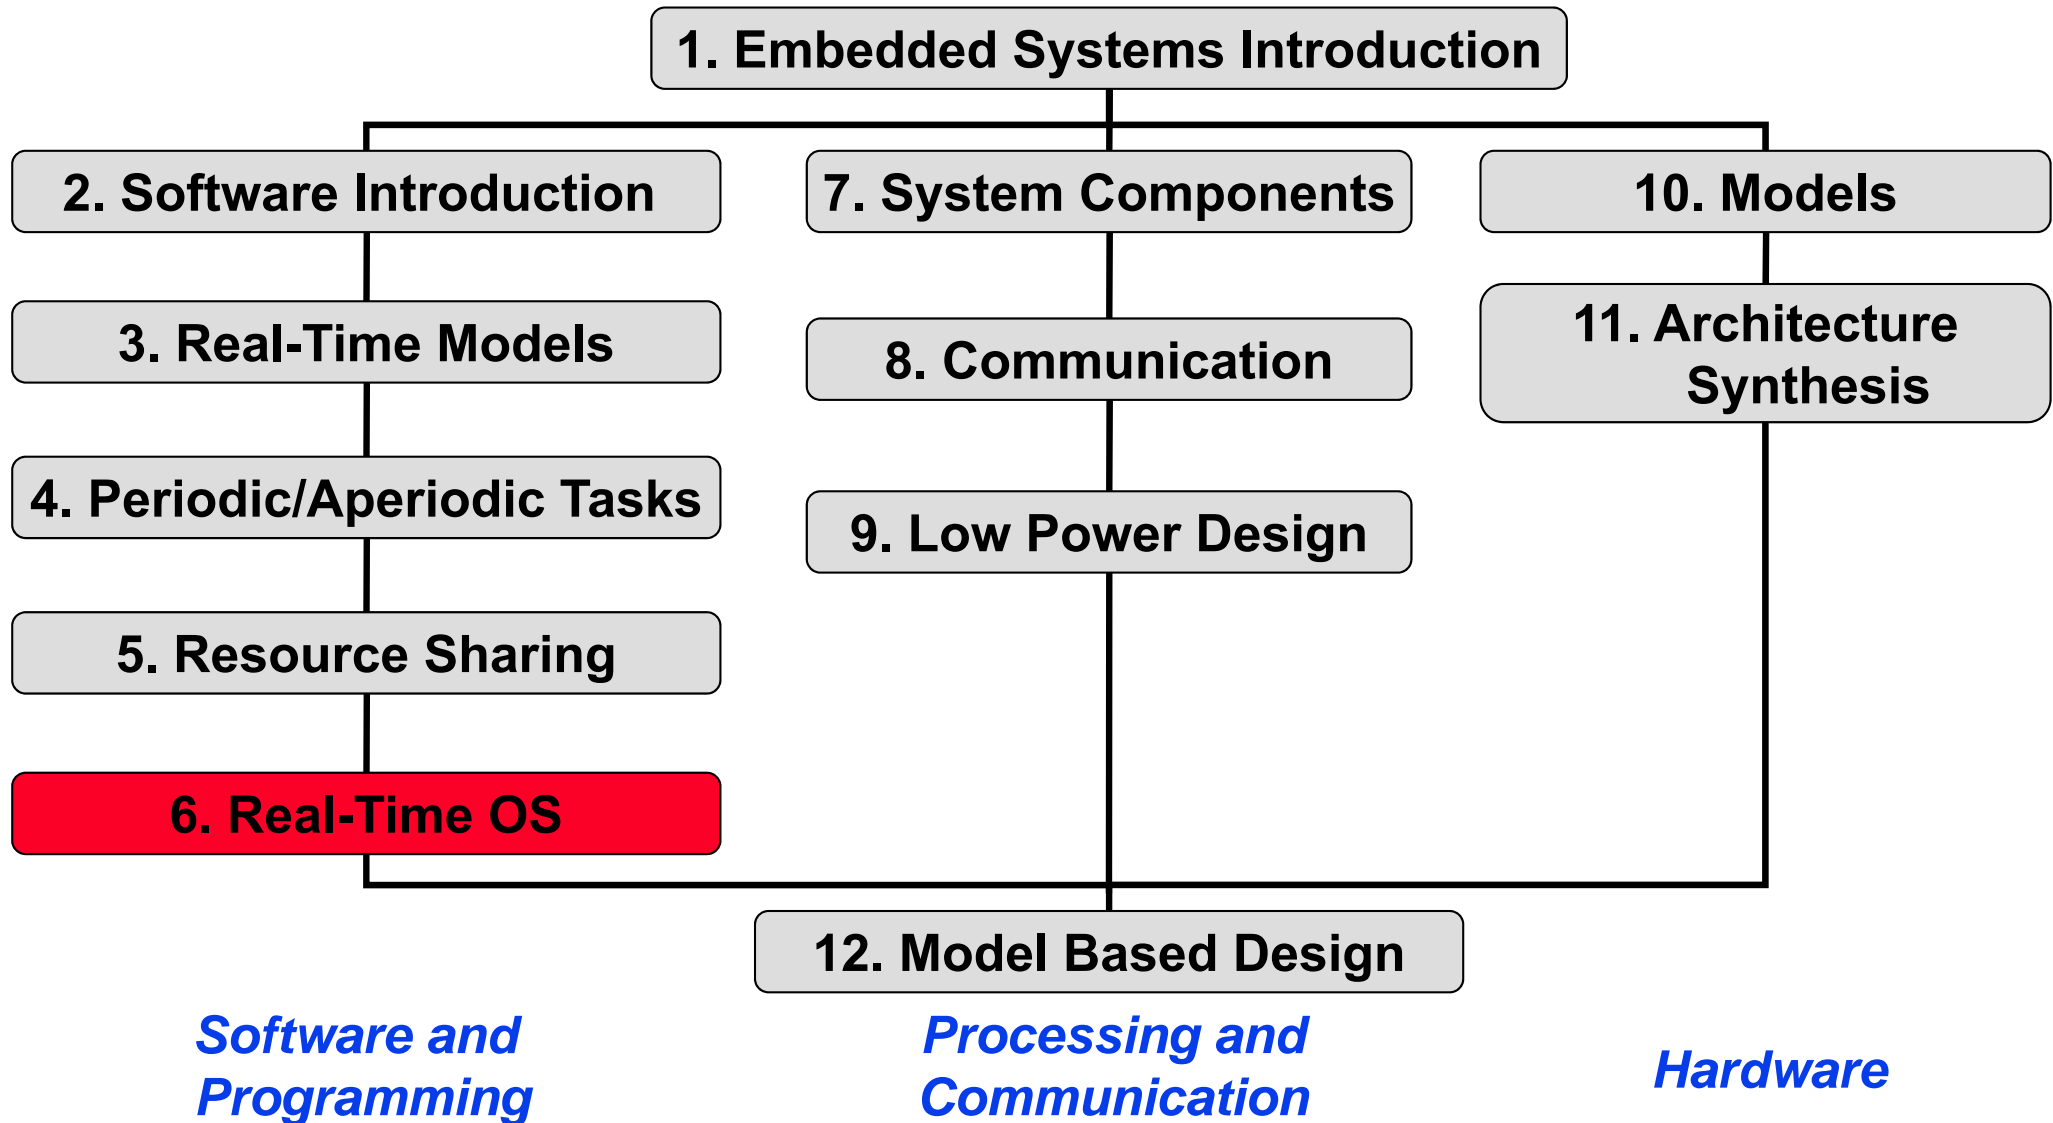 1. Embedded Systems Introduction
2. Software Introduction
7. System Components
10. Models
3. Real-Time Models
8. Communication
11. Architecture
Synthesis
4. Periodic/Aperiodic Tasks
9. Low Power Design
5. Resource Sharing
6. Real-Time OS
12. Model Based Design
Software and
Programming
Processing and
Communication
Hardware